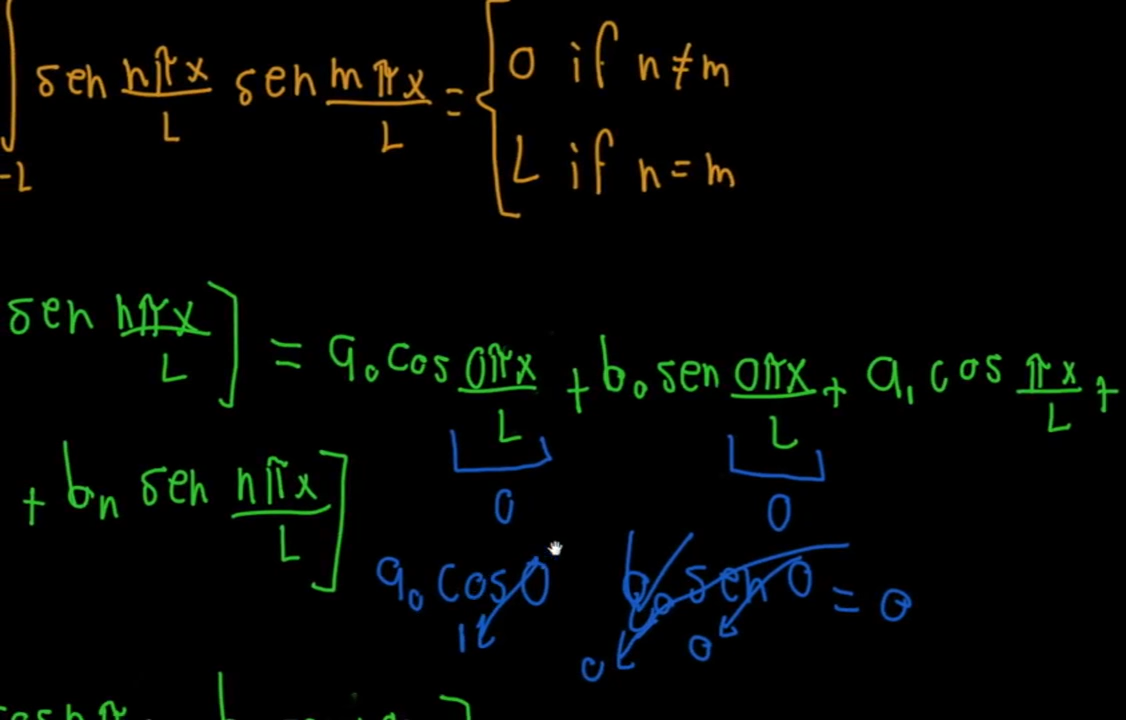 ∫ sen nπx/L sen mπx/L = { 0 if n ≠ m
-L
L if n = m
sen nπx/L ] = a₀ cos 0πx/L + b₀ sen 0πx/L + a₁ cos πx/L +
+ bₙ sen nπx/L ]
0 0
a₀ cos 0 b₀ sen 0 = 0
1 0 0